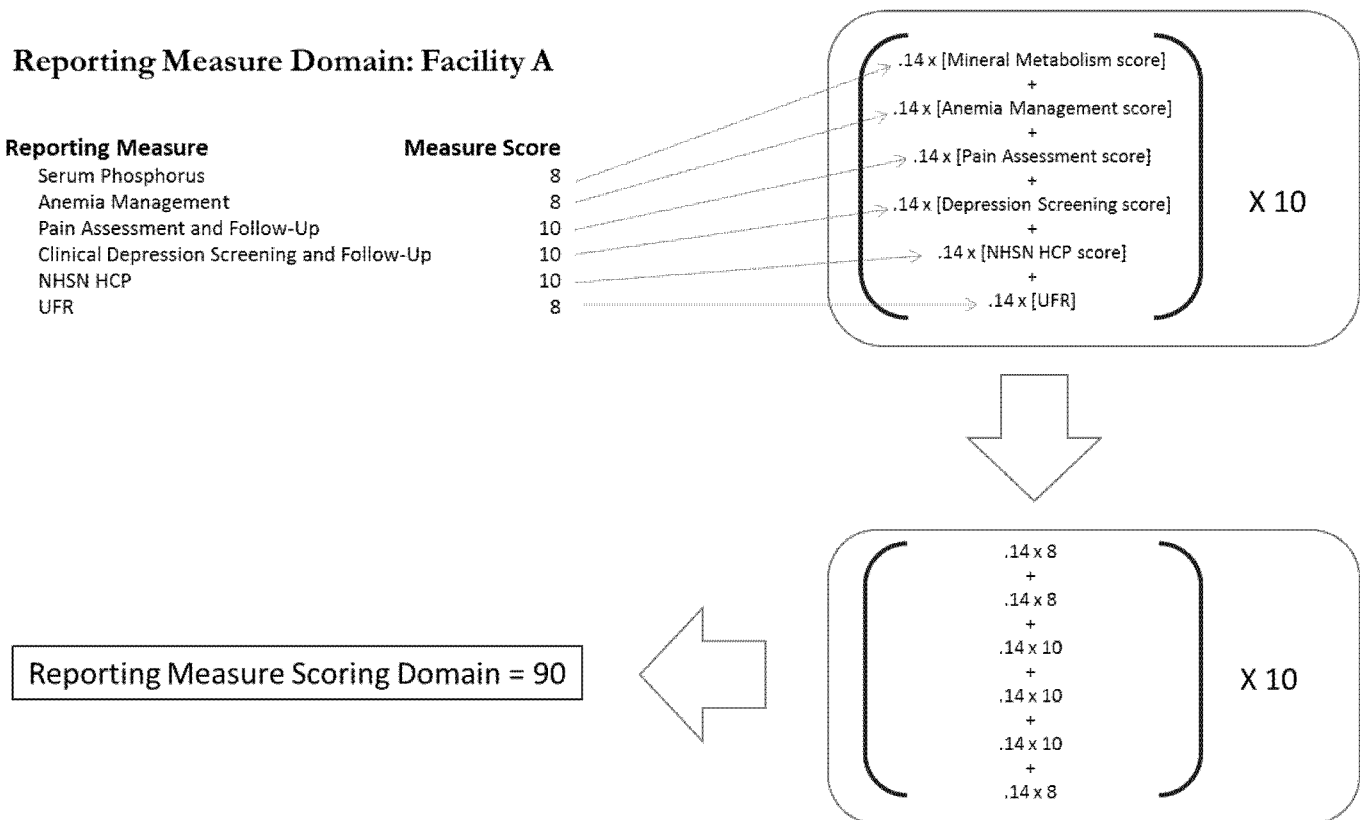 Reporting Measure Domain: Facility A
Reporting Measure Measure Score
Serum Phosphorus 8
Anemia Management 8
Pain Assessment and Follow-Up 10
Clinical Depression Screening and Follow-Up 10
NHSN HCP 10
UFR 8
.14 x [Mineral Metabolism score]
+
.14 x [Anemia Management score]
+
.14 x [Pain Assessment score]
+
.14 x [Depression Screening score]
+
.14 x [NHSN HCP score]
+
.14 x [UFR]
X 10
.14 x 8
+
.14 x 8
+
.14 x 10
+
.14 x 10
+
.14 x 10
+
.14 x 8
X 10
Reporting Measure Scoring Domain = 90